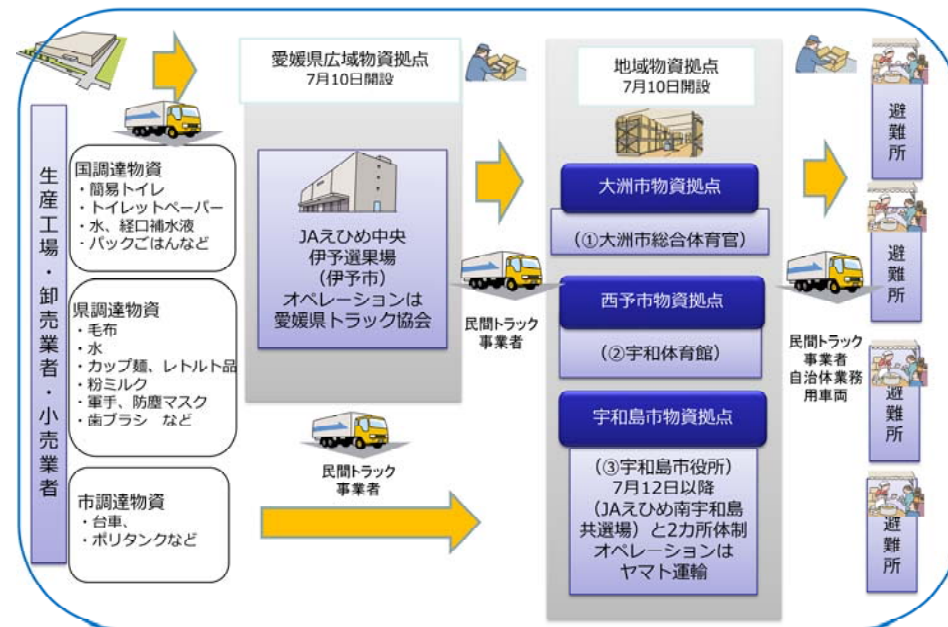 生産工場・卸売業者・小売業者
国調達物資
・簡易トイレ
・トイレットペーパー
・水、経口補水液
・パックごはんなど
県調達物資
・毛布
・水
・カップ麺、レトルト品
・粉ミルク
・軍手、防塵マスク
・歯ブラシ など
市調達物資
・台車、
・ポリタンクなど
愛媛県広域物資拠点
7月10日開設
JAえひめ中央
伊予選果場
(伊予市)
オペレーションは
愛媛県トラック協会
民間トラック
事業者
民間トラック
事業者
地域物資拠点
7月10日開設
大洲市物資拠点
(①大洲市総合体育官)
西予市物資拠点
(②宇和体育館)
宇和島市物資拠点
(③宇和島市役所)
7月12日以降
(JAえひめ南宇和島
共選場)と2カ所体制
オペレーションは
ヤマト運輸
民間トラック
事業者
自治体業務
用車両
避難所
避難所
避難所
避難所